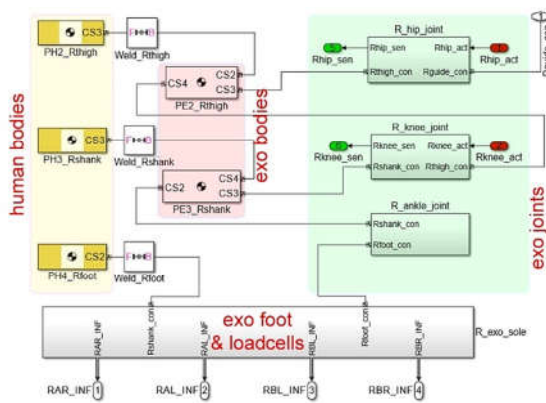 R_hip_joint
CS3
PH2_Rthigh
Weld_Rthigh
Rhip_sen
Rhip_act
Rhip_sen
Rthigh_con
Rguide_con
Rhip_act
CS4
CS2
CS3
PE2_Rthigh
human bodies
exo bodies
exo joints
R_knee_joint
CS3
PH3_Rshank
Weld_Rshank
Rknee_sen
Rknee_act
Rknee_sen
Rshank_con
Rthigh_con
Rknee_act
CS2
CS4
CS3
PE3_Rshank
R_ankle_joint
Rshank_con
Rfoot_con
CS2
PH4_Rfoot
Weld_Rfoot
exo foot
& loadcells
RAR_INF
Rshank_con
RAL_INF
RBL_INF
Rfoot_con
RBR_INF
R_exo_sole
RAR_INF 1
RAL_INF 2
RBL_INF 3
RBR_INF 4